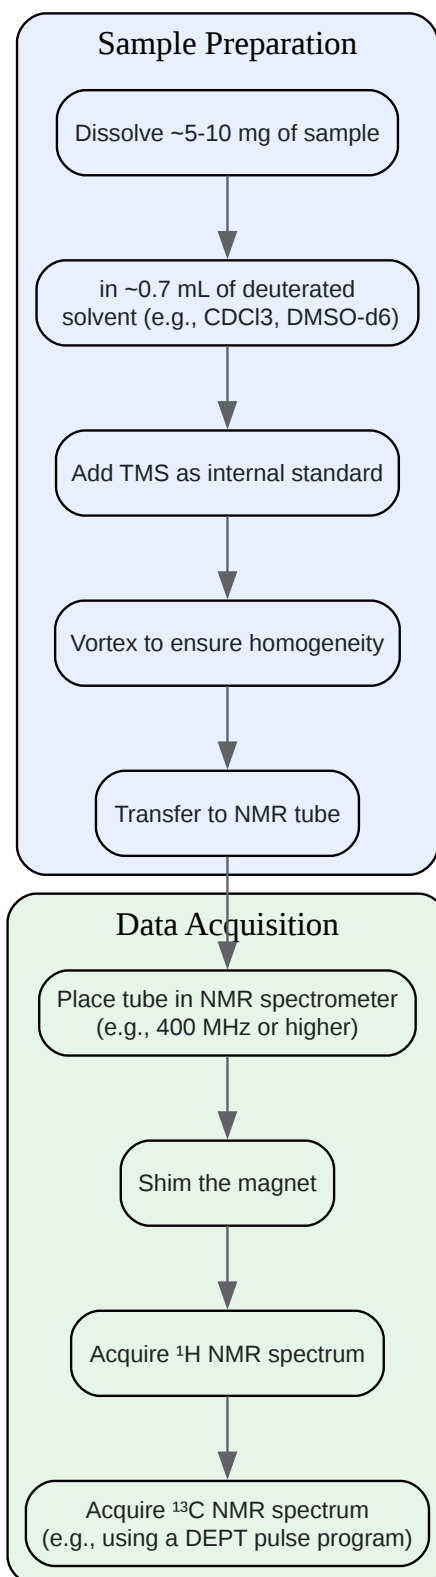 Sample Preparation
Dissolve ~5-10 mg of sample
in ~0.7 mL of deuterated
solvent (e.g., CDCl3, DMSO-d6)
Add TMS as internal standard
Vortex to ensure homogeneity
Transfer to NMR tube
Data Acquisition
Place tube in NMR spectrometer
(e.g., 400 MHz or higher)
Shim the magnet
Acquire ¹H NMR spectrum
Acquire ¹³C NMR spectrum
(e.g., using a DEPT pulse program)